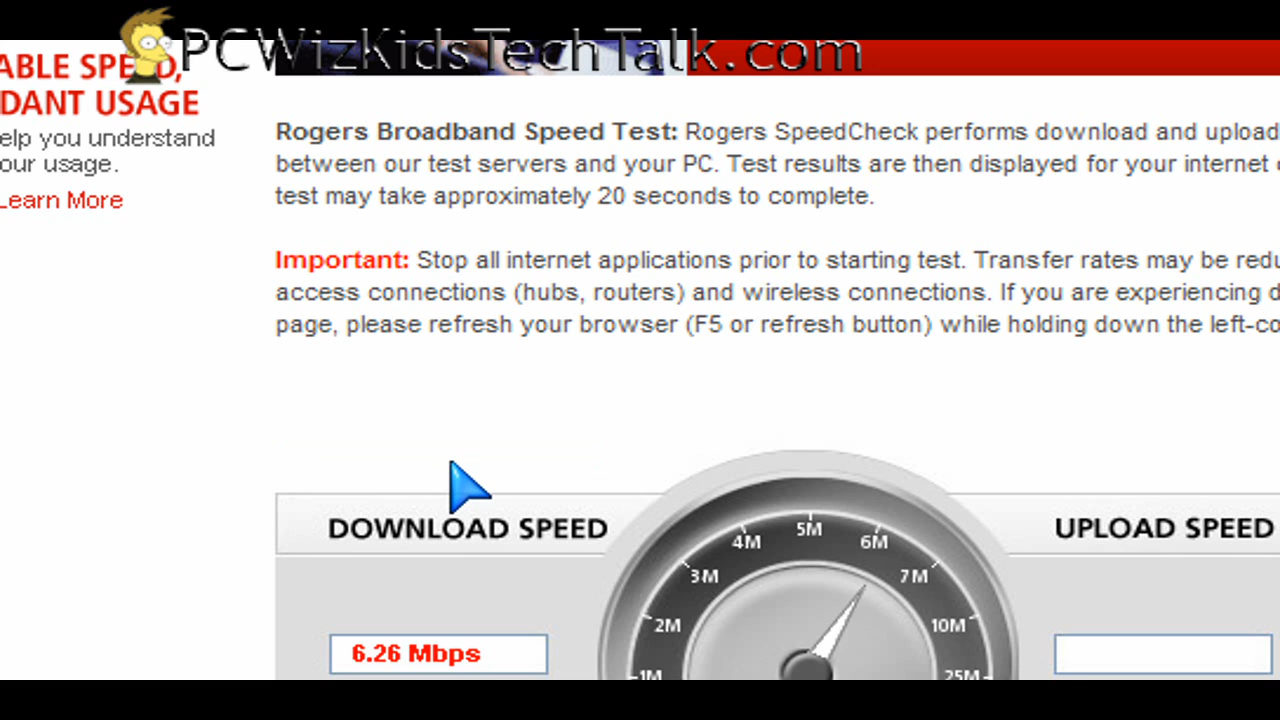 PCWizKidsTechTalk.com
DANT USAGE
elp you understand
our usage.
Learn More
Rogers Broadband Speed Test: Rogers SpeedCheck performs download and upload
between our test servers and your PC. Test results are then displayed for your internet
test may take approximately 20 seconds to complete.
Important: Stop all internet applications prior to starting test. Transfer rates may be redu
access connections (hubs, routers) and wireless connections. If you are experiencing d
page, please refresh your browser (F5 or refresh button) while holding down the left-co
DOWNLOAD SPEED
UPLOAD SPEED
6.26 Mbps
1M
2M
3M
4M
5M
6M
7M
10M
25M